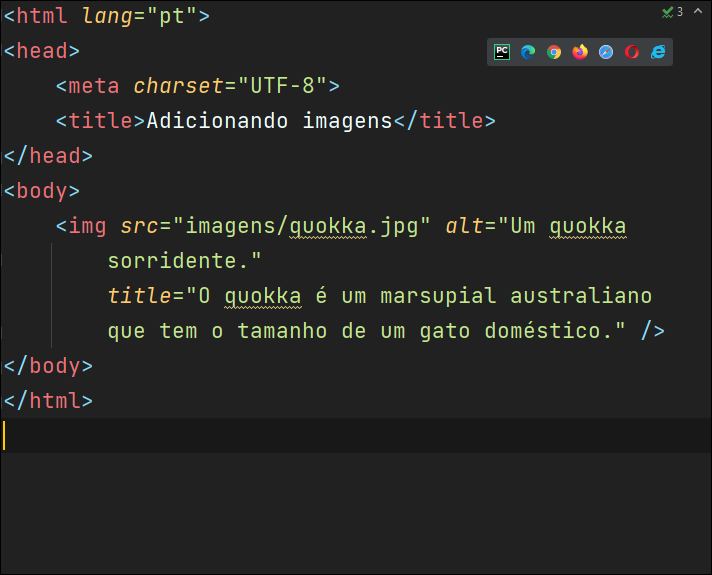 <html lang="pt">
3
<head>
PC
<meta charset="UTF-8">
<title>Adicionando imagens</title>
</head>
<body>
<img src="imagens/quokka.jpg" alt="Um quokka
sorridente."
title="O quokka é um marsupial australiano
que tem o tamanho de um gato doméstico." />
</body>
</html>